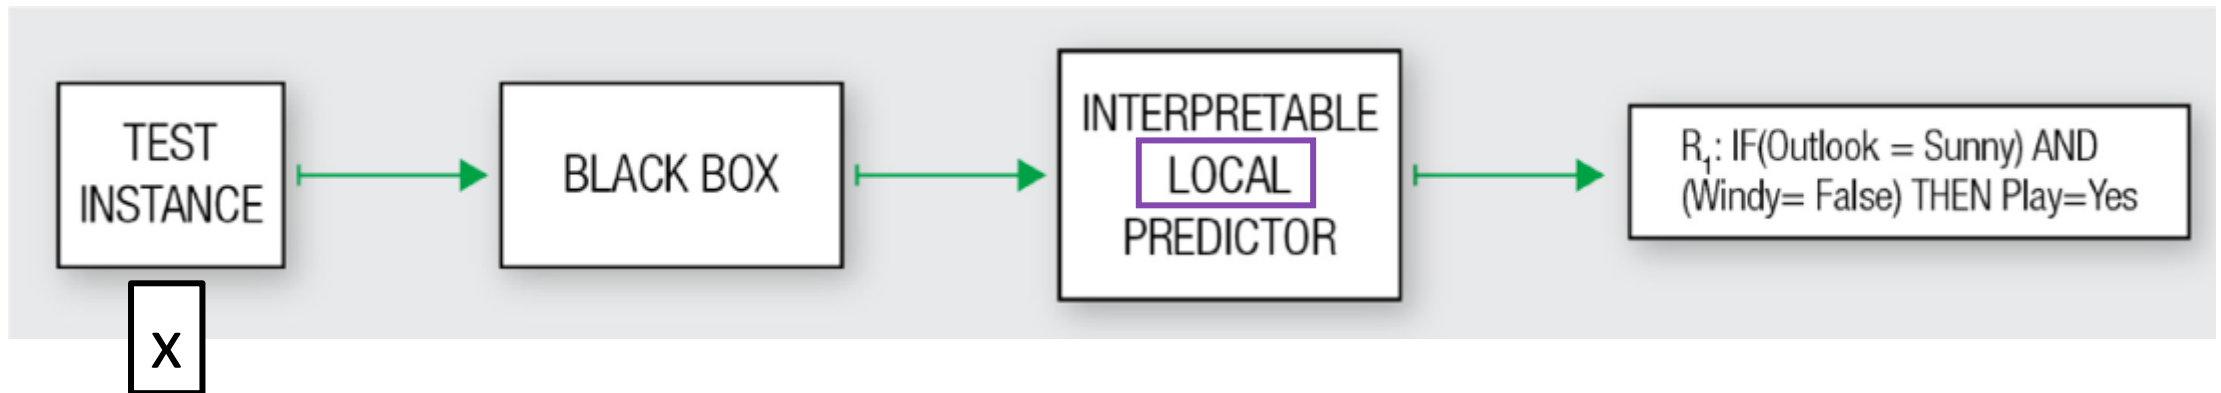 TEST
INSTANCE
X
BLACK BOX
INTERPRETABLE
LOCAL
PREDICTOR
R1: IF(Outlook = Sunny) AND
(Windy= False) THEN Play=Yes